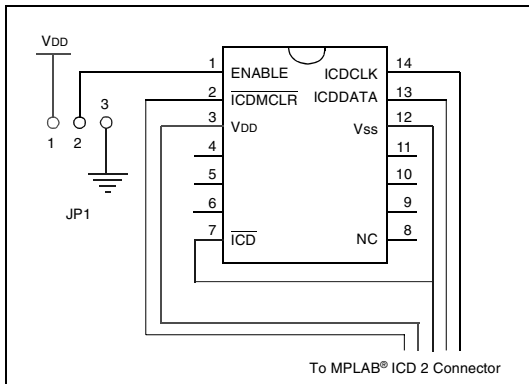 VDD
1
ENABLE
ICDCLK
14
2
ICDMCLR
ICDDATA
13
3
VDD
Vss
12
4
11
5
10
6
9
7
ICD
NC
8
1
2
3
JP1
To MPLAB® ICD 2 Connector